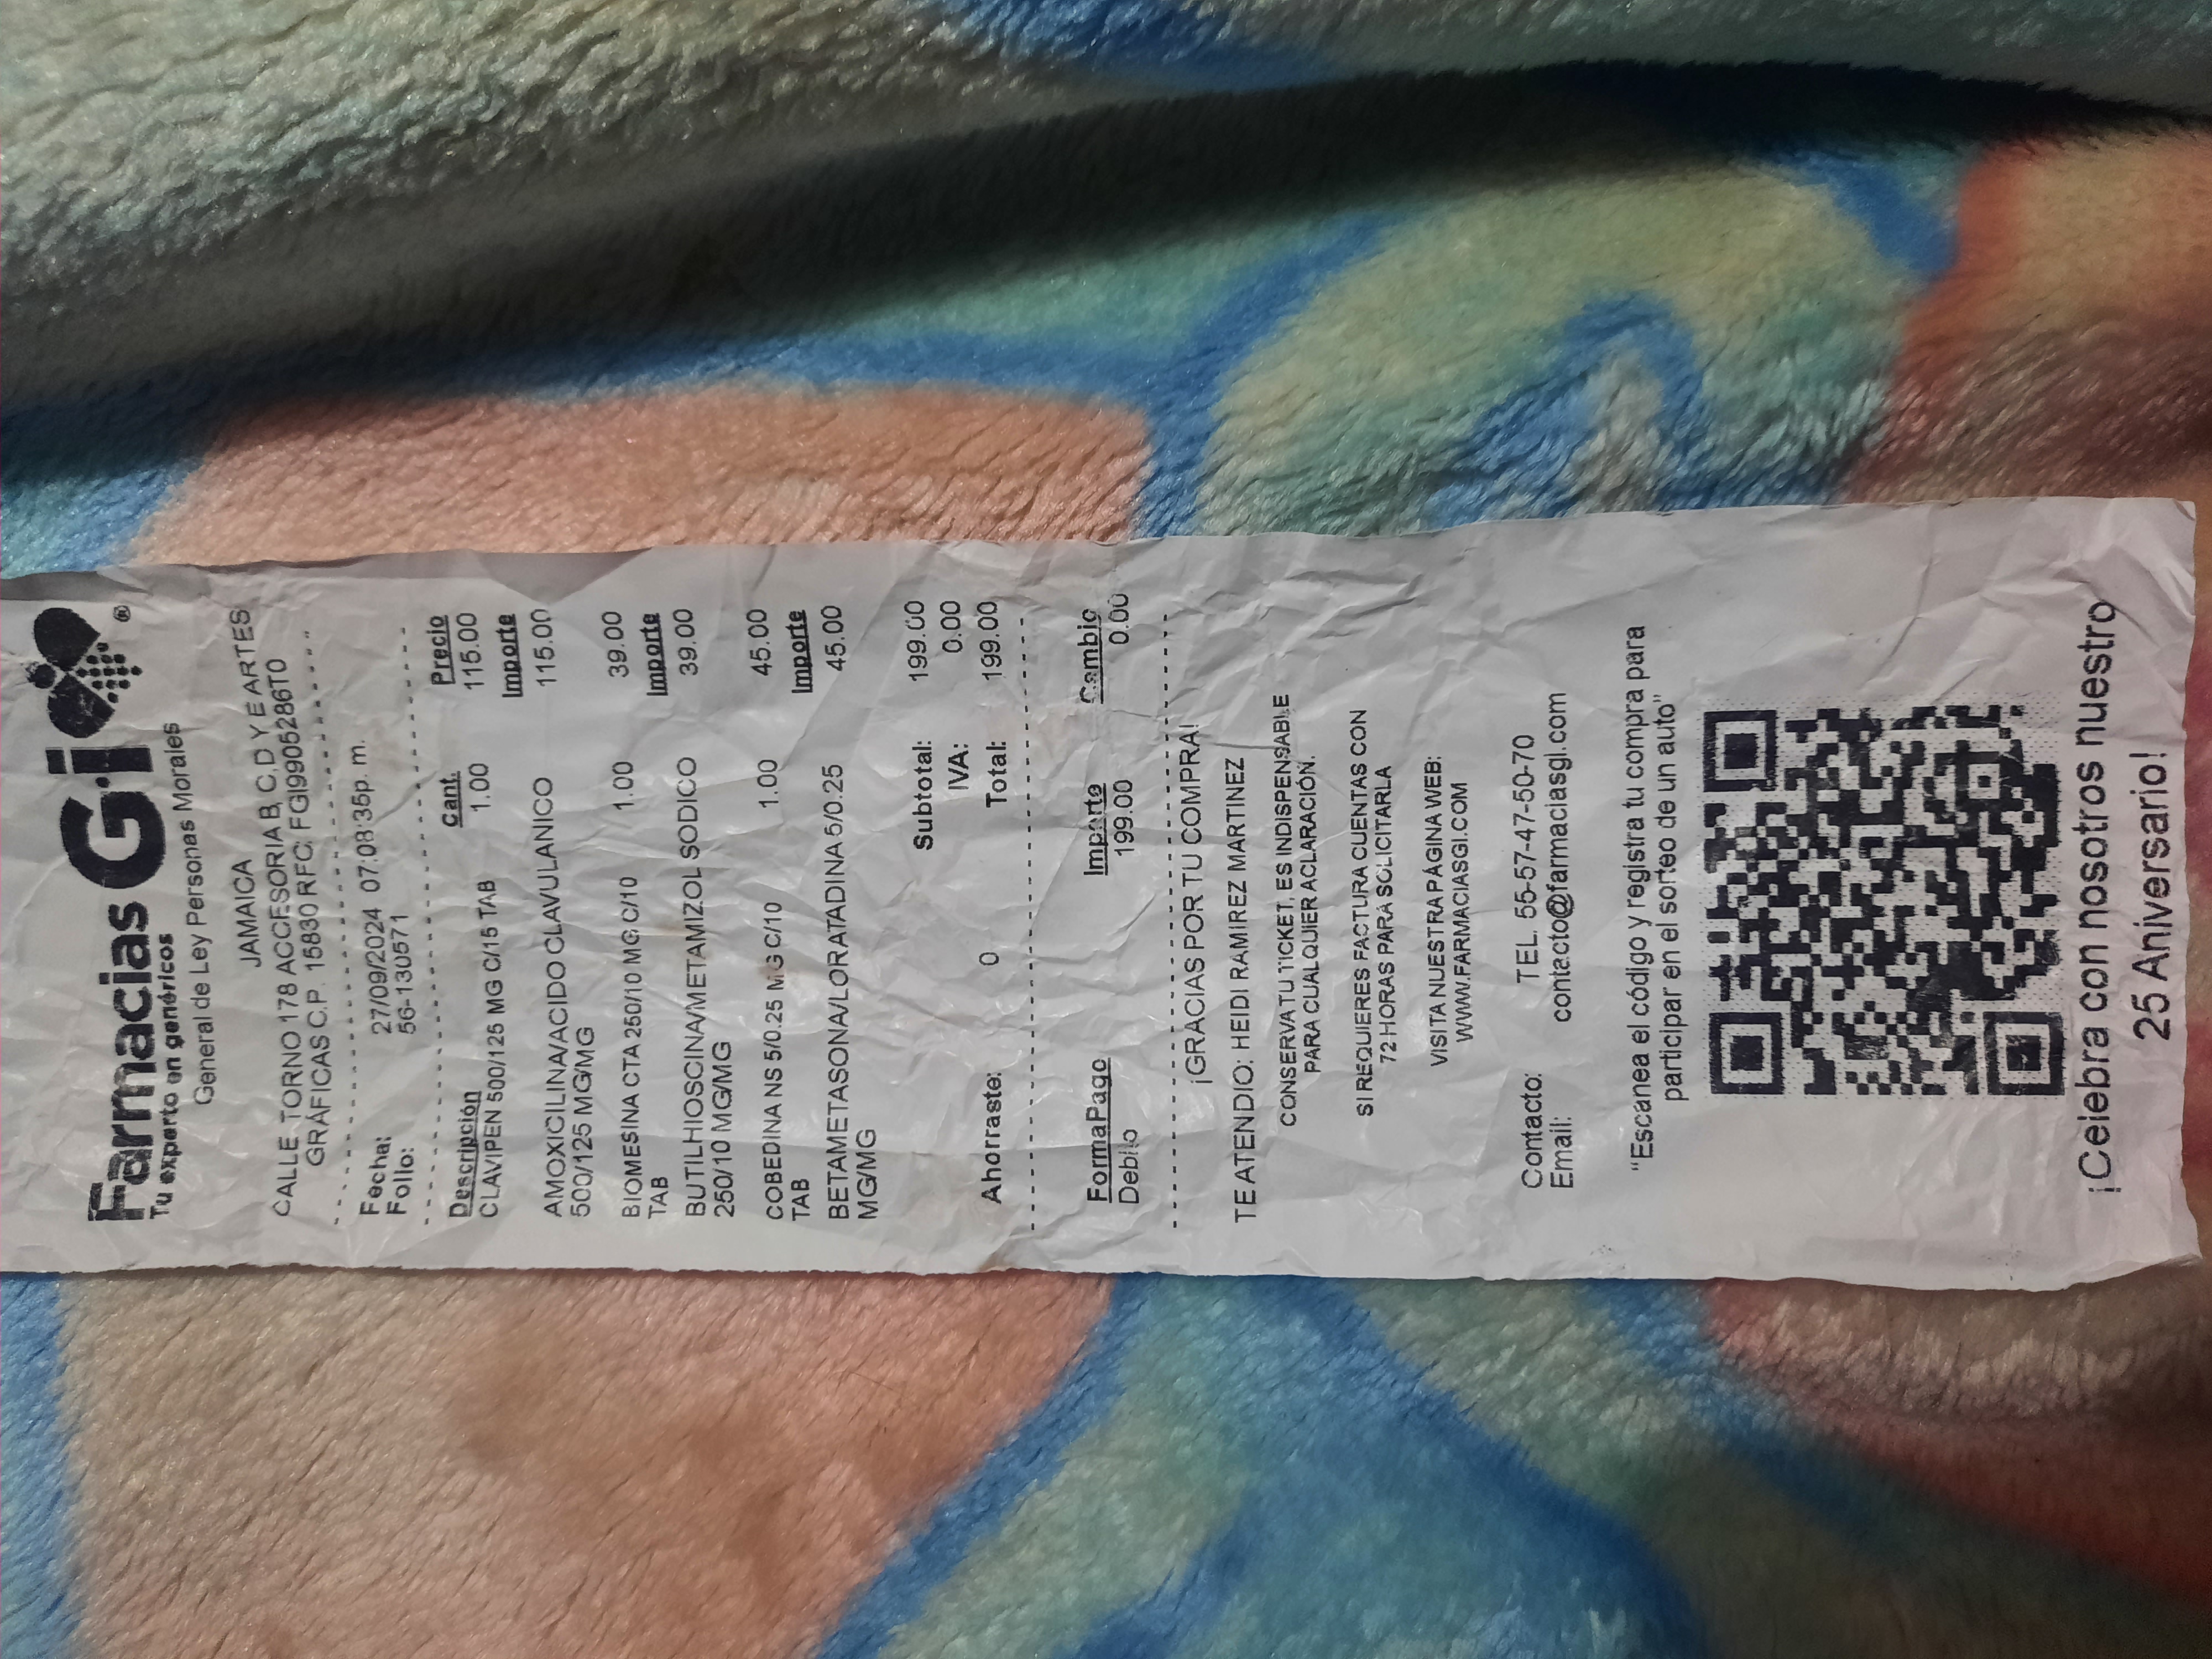 Farmacias Gi ®
Tu experto en genéricos
General de Ley Personas Morales
JAMAICA
CALLE TORNO 178 ACCESORIA B, C, D Y E ARTES
GRÁFICAS C.P. 15830 RFC: FGI9905286T0
Fecha: 27/09/2024 07:08:35p. m.
Folio: 56-130571
Descripción Cant. Precio
CLAVIPEN 500/125 MG C/15 TAB 1.00 115.00
Importe
AMOXICILINA/ACIDO CLAVULANICO 115.00
500/125 MG/MG
BIOMESINA CTA 250/10 MG C/10 1.00 39.00
TAB Importe
BUTILHIOSCINA/METAMIZOL SODICO 39.00
250/10 MG/MG
COBEDINA NS 5/0.25 MG C/10 1.00 45.00
TAB Importe
BETAMETASONA/LORATADINA 5/0.25 45.00
MG/MG
Subtotal: 199.00
IVA: 0.00
Ahorraste: 0 Total: 199.00
FormaPago Importe Cambio
Debito 199.00 0.00
¡GRACIAS POR TU COMPRA!
TE ATENDIO: HEIDI RAMIREZ MARTINEZ
CONSERVA TU TICKET, ES INDISPENSABLE
PARA CUALQUIER ACLARACIÓN.
SI REQUIERES FACTURA CUENTAS CON
72 HORAS PARA SOLICITARLA
VISITA NUESTRA PÁGINA WEB:
WWW.FARMACIASGI.COM
Contacto: TEL. 55-57-47-50-70
Email: contacto@farmaciasgi.com
"Escanea el código y registra tu compra para
participar en el sorteo de un auto"
¡Celebra con nosotros nuestro
25 Aniversario!